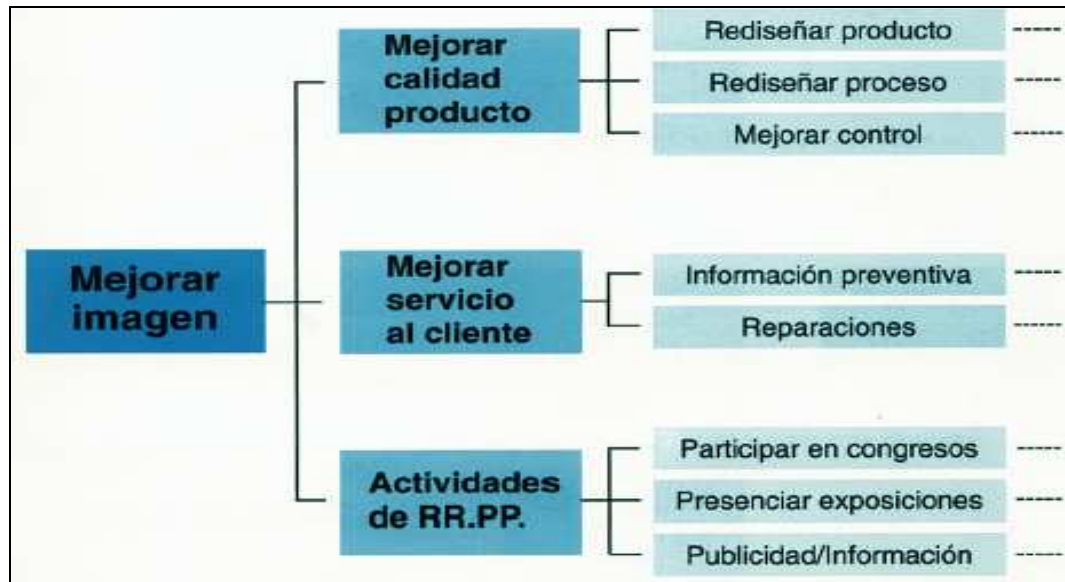 Mejorar
calidad
producto
Rediseñar producto
Rediseñar proceso
Mejorar control
Mejorar
imagen
Mejorar
servicio
al cliente
Información preventiva
Reparaciones
Actividades
de RR.PP.
Participar en congresos
Presenciar exposiciones
Publicidad/Información